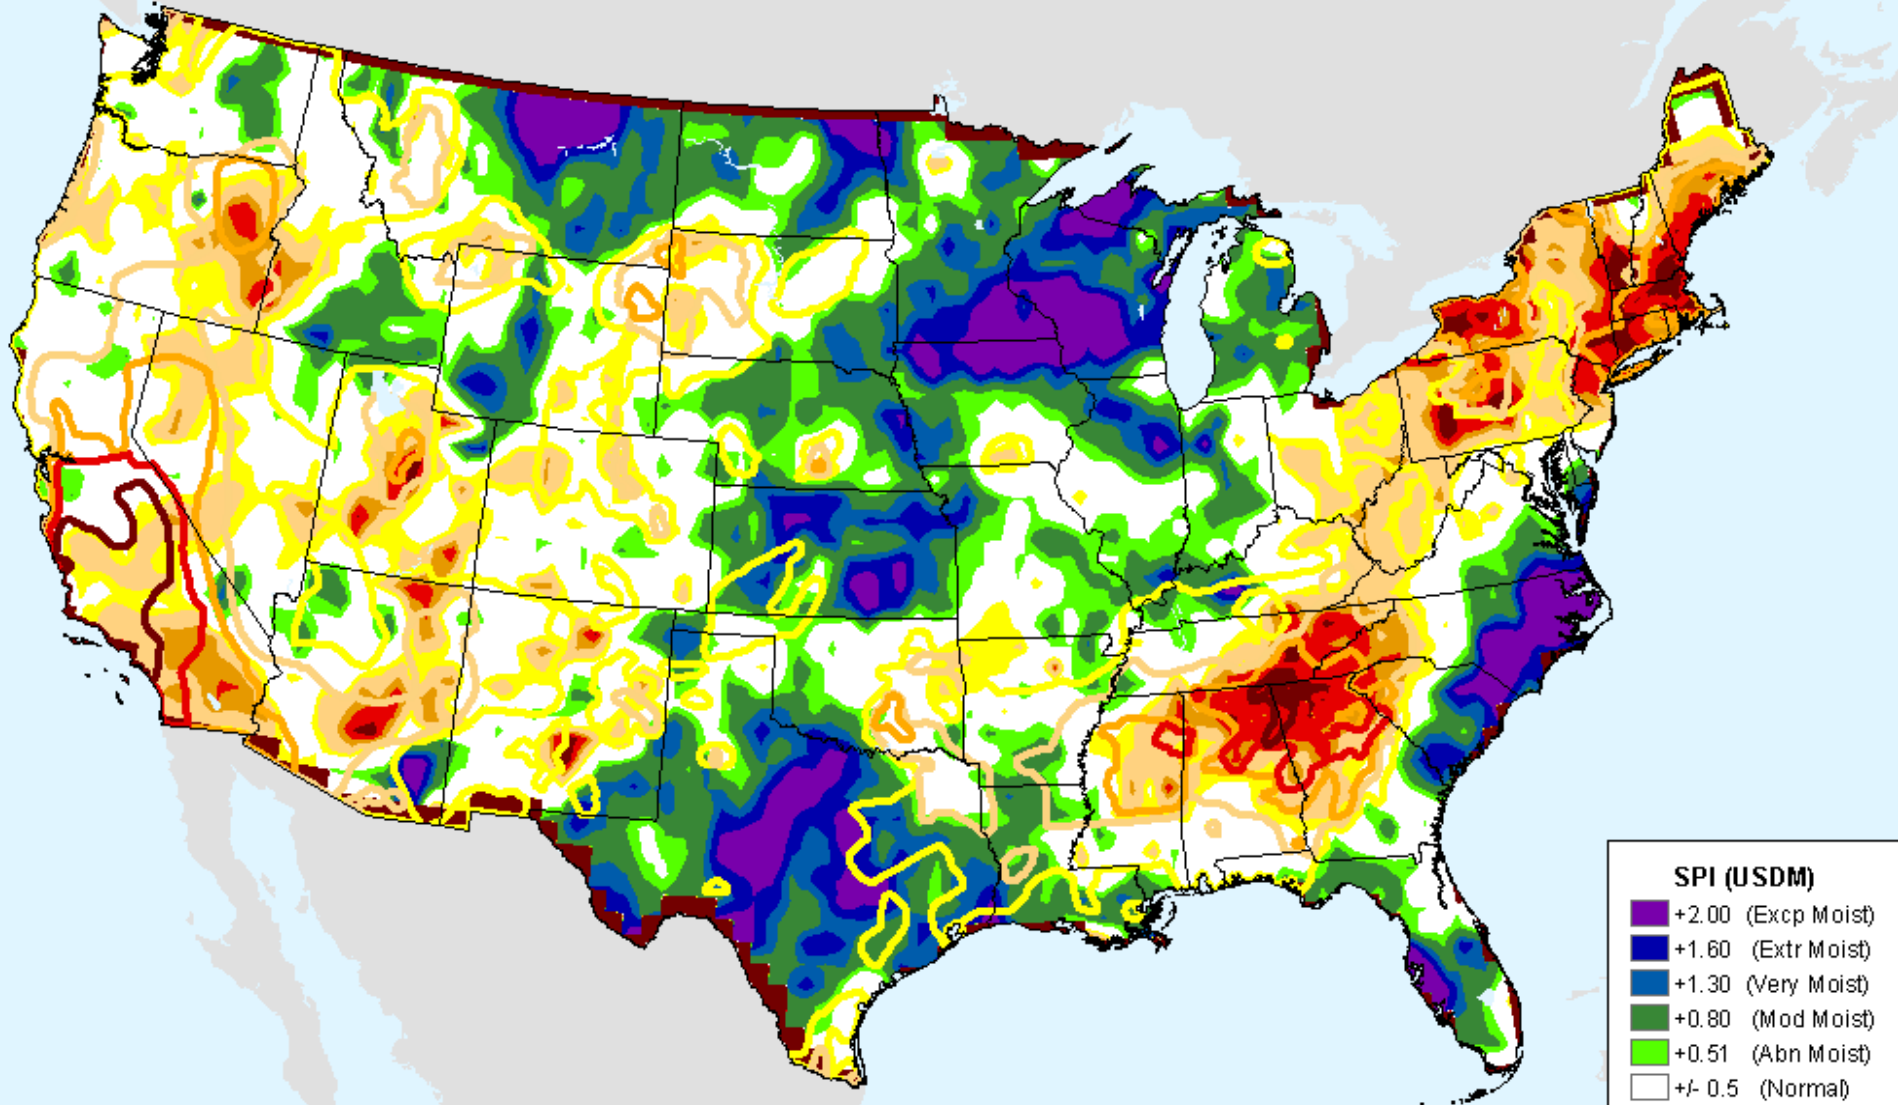 SPI (USDM)
+2.00 (Excp Moist)
+1.60 (Extr Moist)
+1.30 (Very Moist)
+0.80 (Mod Moist)
+0.51 (Abn Moist)
+/- 0.5 (Normal)